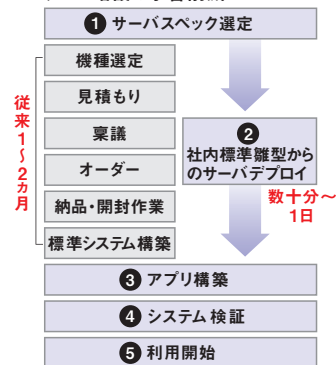 ❶ サーバスペック選定
機種選定
見積もり
稟議
オーダー
納品・開封作業
標準システム構築
従来1〜2ヵ月
❷
社内標準雛型から
のサーバデプロイ
数十分〜
1日
❸ アプリ構築
❹ システム検証
❺ 利用開始